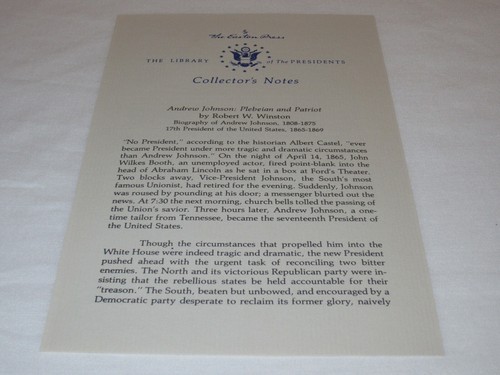 The Easton Press
THE LIBRARY of The PRESIDENTS
Collector's Notes
Andrew Johnson: Plebeian and Patriot
by Robert W. Winston
Biography of Andrew Johnson, 1808-1875
17th President of the United States, 1865-1869
"No President," according to the historian Albert Castel, "ever
became President under more tragic and dramatic circumstances
than Andrew Johnson." On the night of April 14, 1865, John
Wilkes Booth, an unemployed actor, fired point-blank into the
head of Abraham Lincoln as he sat in a box at Ford's Theater.
Two blocks away, Vice-President Johnson, the South's most
famous Unionist, had retired for the evening. Suddenly, Johnson
was roused by pounding at his door; a messenger blurted out the
news. At 7:30 the next morning, church bells tolled the passing of
the Union's savior. Three hours later, Andrew Johnson, a one-
time tailor from Tennessee, became the seventeenth President of
the United States.
Though the circumstances that propelled him into the
White House were indeed tragic and dramatic, the new President
pushed ahead with the urgent task of reconciling two bitter
enemies. The North and its victorious Republican party were in-
sisting that the rebellious states be held accountable for their
"treason." The South, beaten but unbowed, and encouraged by a
Democratic party desperate to reclaim its former glory, naively